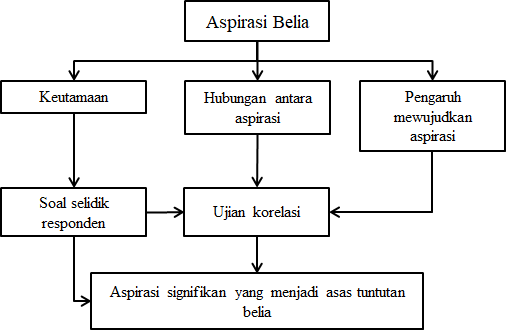 Aspirasi Belia
Keutamaan
Hubungan antara
aspirasi
Pengaruh
mewujudkan
aspirasi
Soal selidik
responden
Ujian korelasi
Aspirasi signifikan yang menjadi asas tuntutan
belia